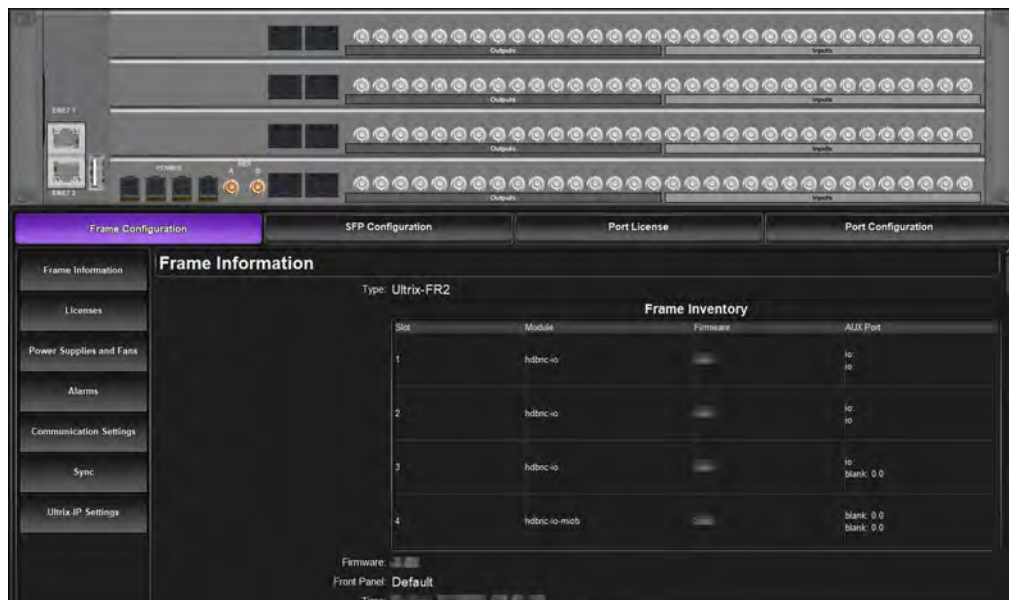 Outputs Inputs
Outputs Inputs
ENET 1
Outputs Inputs
POWER REF
A B
ENET 2
Outputs Inputs
Frame Configuration SFP Configuration Port License Port Configuration
Frame Information
Licenses
Power Supplies and Fans
Alarms
Communication Settings
Sync
Ultrix-IP Settings
Frame Information
Type: Ultrix-FR2
Frame Inventory
Slot Module Firmware AUX Port
1 hdbnc-io io:
io:
2 hdbnc-io io:
io
3 hdbnc-io io:
blank: 0.0
4 hdbnc-io-mscb blank: 0.0
blank: 0.0
Firmware:
Front Panel: Default
Time: